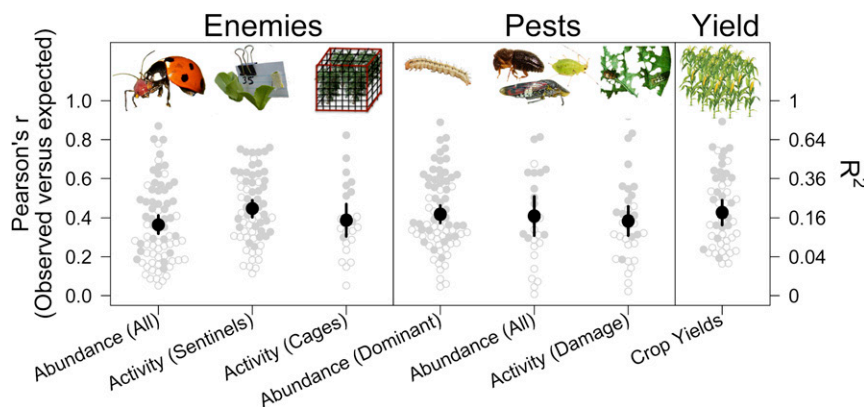 Enemies
Pests
Yield
35
1.0
0.8
0.6
0.4
0.2
0.0
Pearson's r
(Observed versus expected)
1
0.64
0.36
0.16
0.04
0
R²
Abundance (All)
Activity (Sentinels)
Activity (Cages)
Abundance (Dominant)
Abundance (All)
Activity (Damage)
Crop Yields